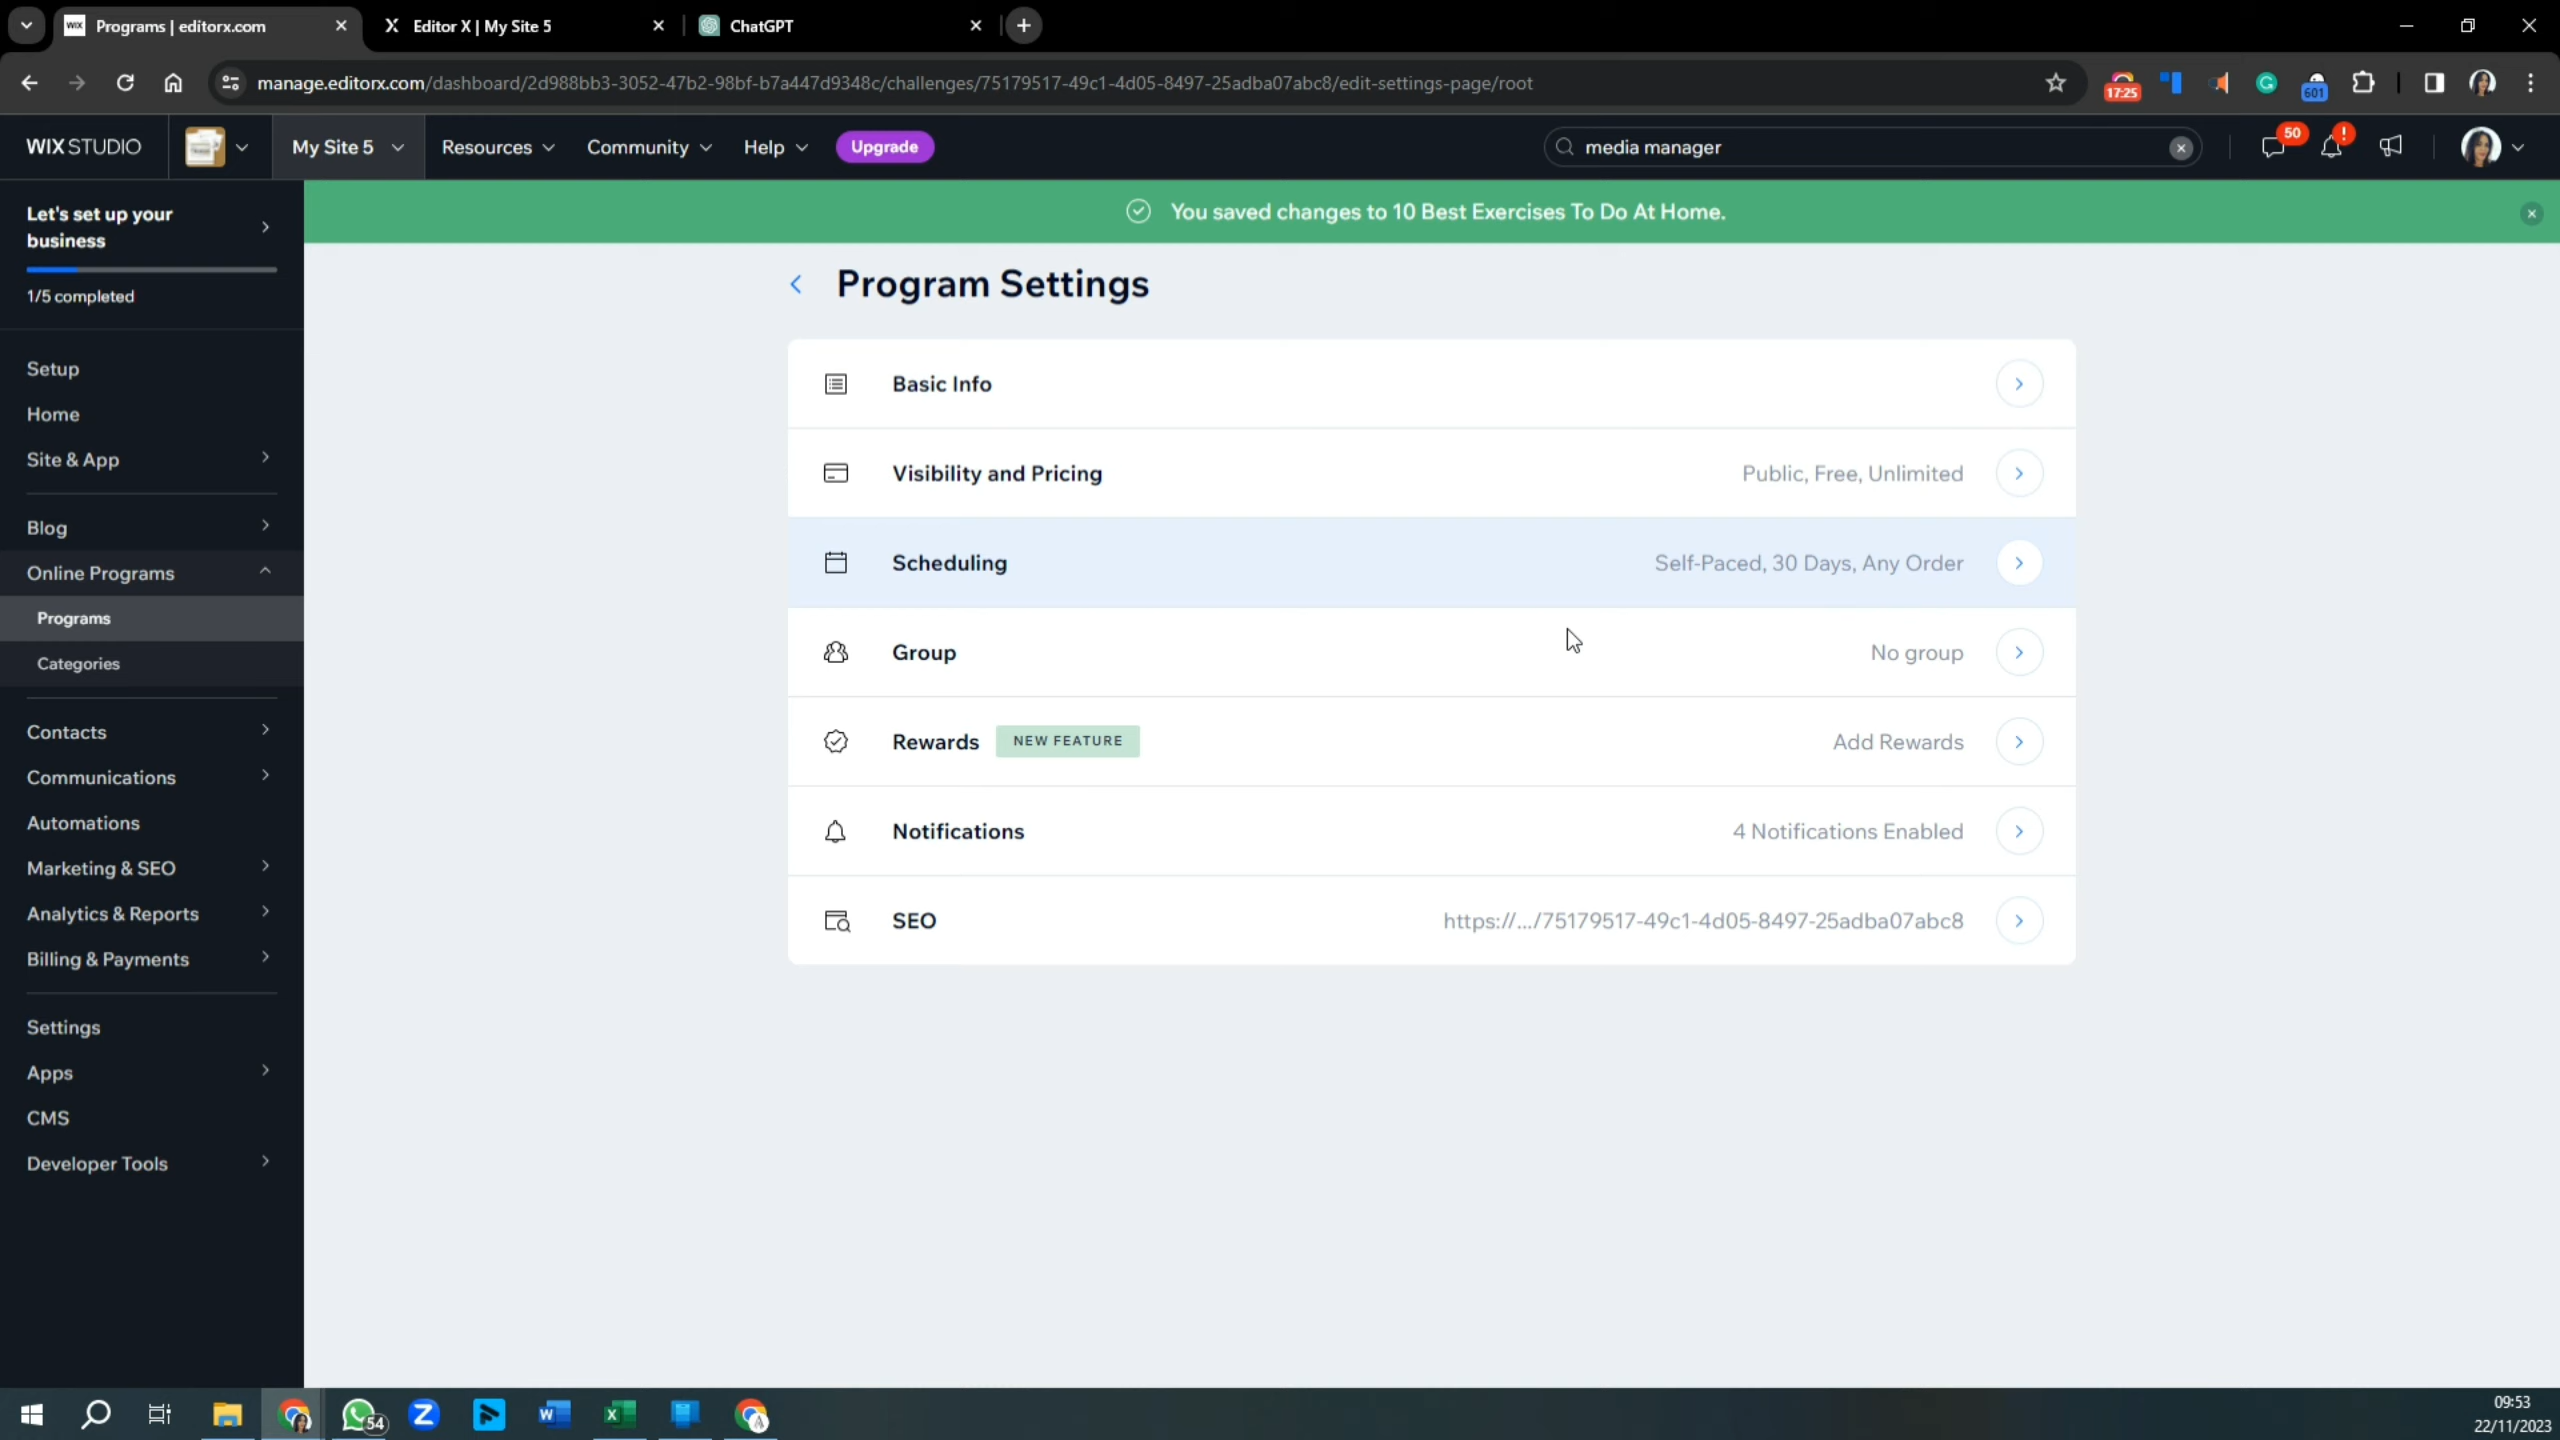 WIX Programs | editorx.com
X Editor X | My Site 5
ChatGPT
manage.editorx.com/dashboard/2d988bb3-3052-47b2-98bf-b7a447d9348c/challenges/75179517-49c1-4d05-8497-25adba07abc8/edit-settings-page/root
17:25
G
601
WIX STUDIO
My Site 5
Resources
Community
Help
Upgrade
media manager
50
!
Let's set up your
business
1/5 completed
You saved changes to 10 Best Exercises To Do At Home.
Program Settings
Setup
Home
Site & App
Blog
Online Programs
Programs
Categories
Contacts
Communications
Automations
Marketing & SEO
Analytics & Reports
Billing & Payments
Settings
Apps
CMS
Developer Tools
Basic Info
Visibility and Pricing
Public, Free, Unlimited
Scheduling
Self-Paced, 30 Days, Any Order
Group
No group
Rewards
NEW FEATURE
Add Rewards
Notifications
4 Notifications Enabled
SEO
https://.../75179517-49c1-4d05-8497-25adba07abc8
54
Z
W
X
09:53
22/11/2023